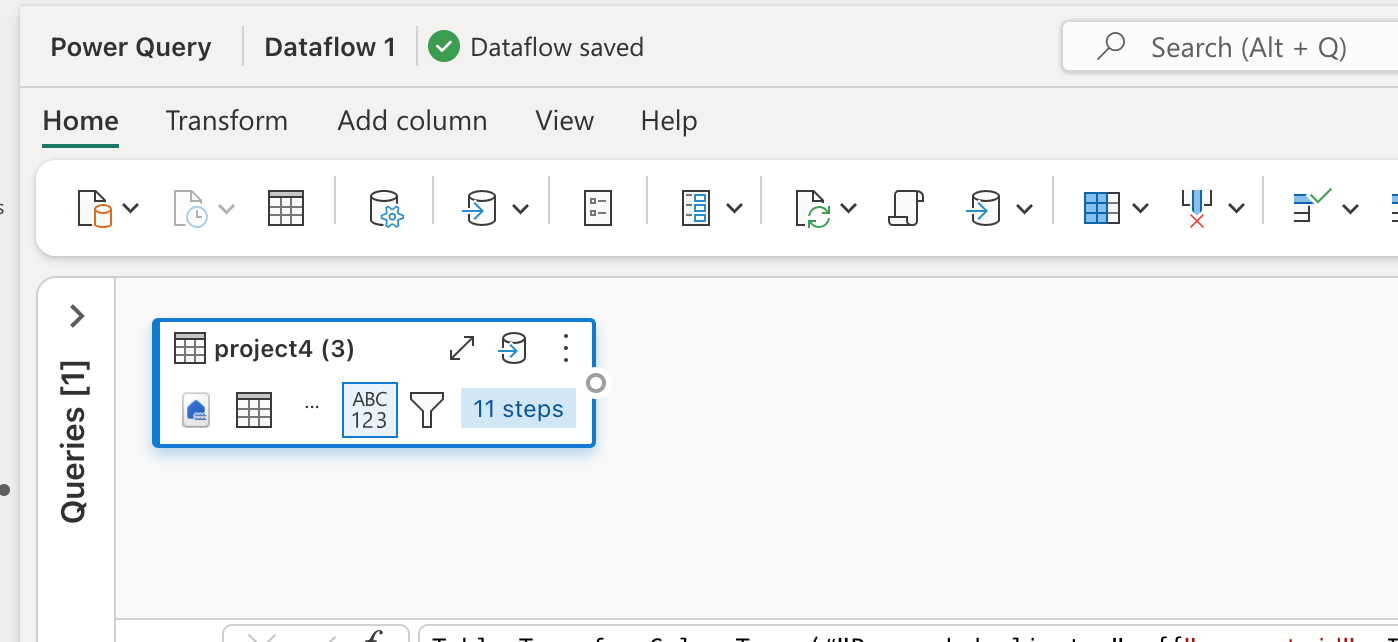 Power Query
Dataflow 1
Dataflow saved
Search (Alt + Q)
Home
Transform
Add column
View
Help
Queries [1]
project4 (3)
ABC
123
11 steps